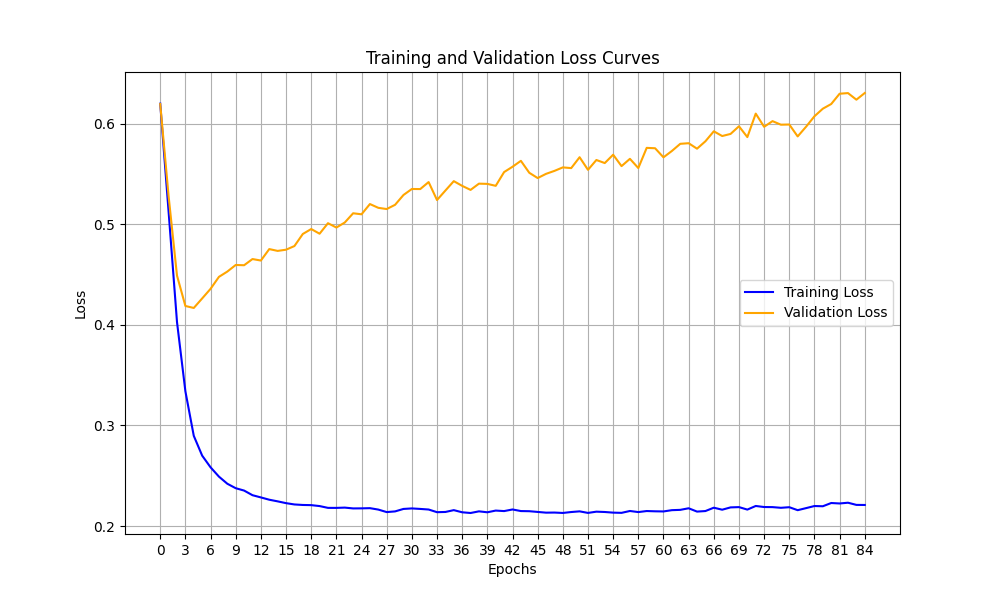 Training and Validation Loss Curves
Loss
0.6
0.5
0.4
0.3
0.2
Training Loss
Validation Loss
0 3 6 9 12 15 18 21 24 27 30 33 36 39 42 45 48 51 54 57 60 63 66 69 72 75 78 81 84
Epochs